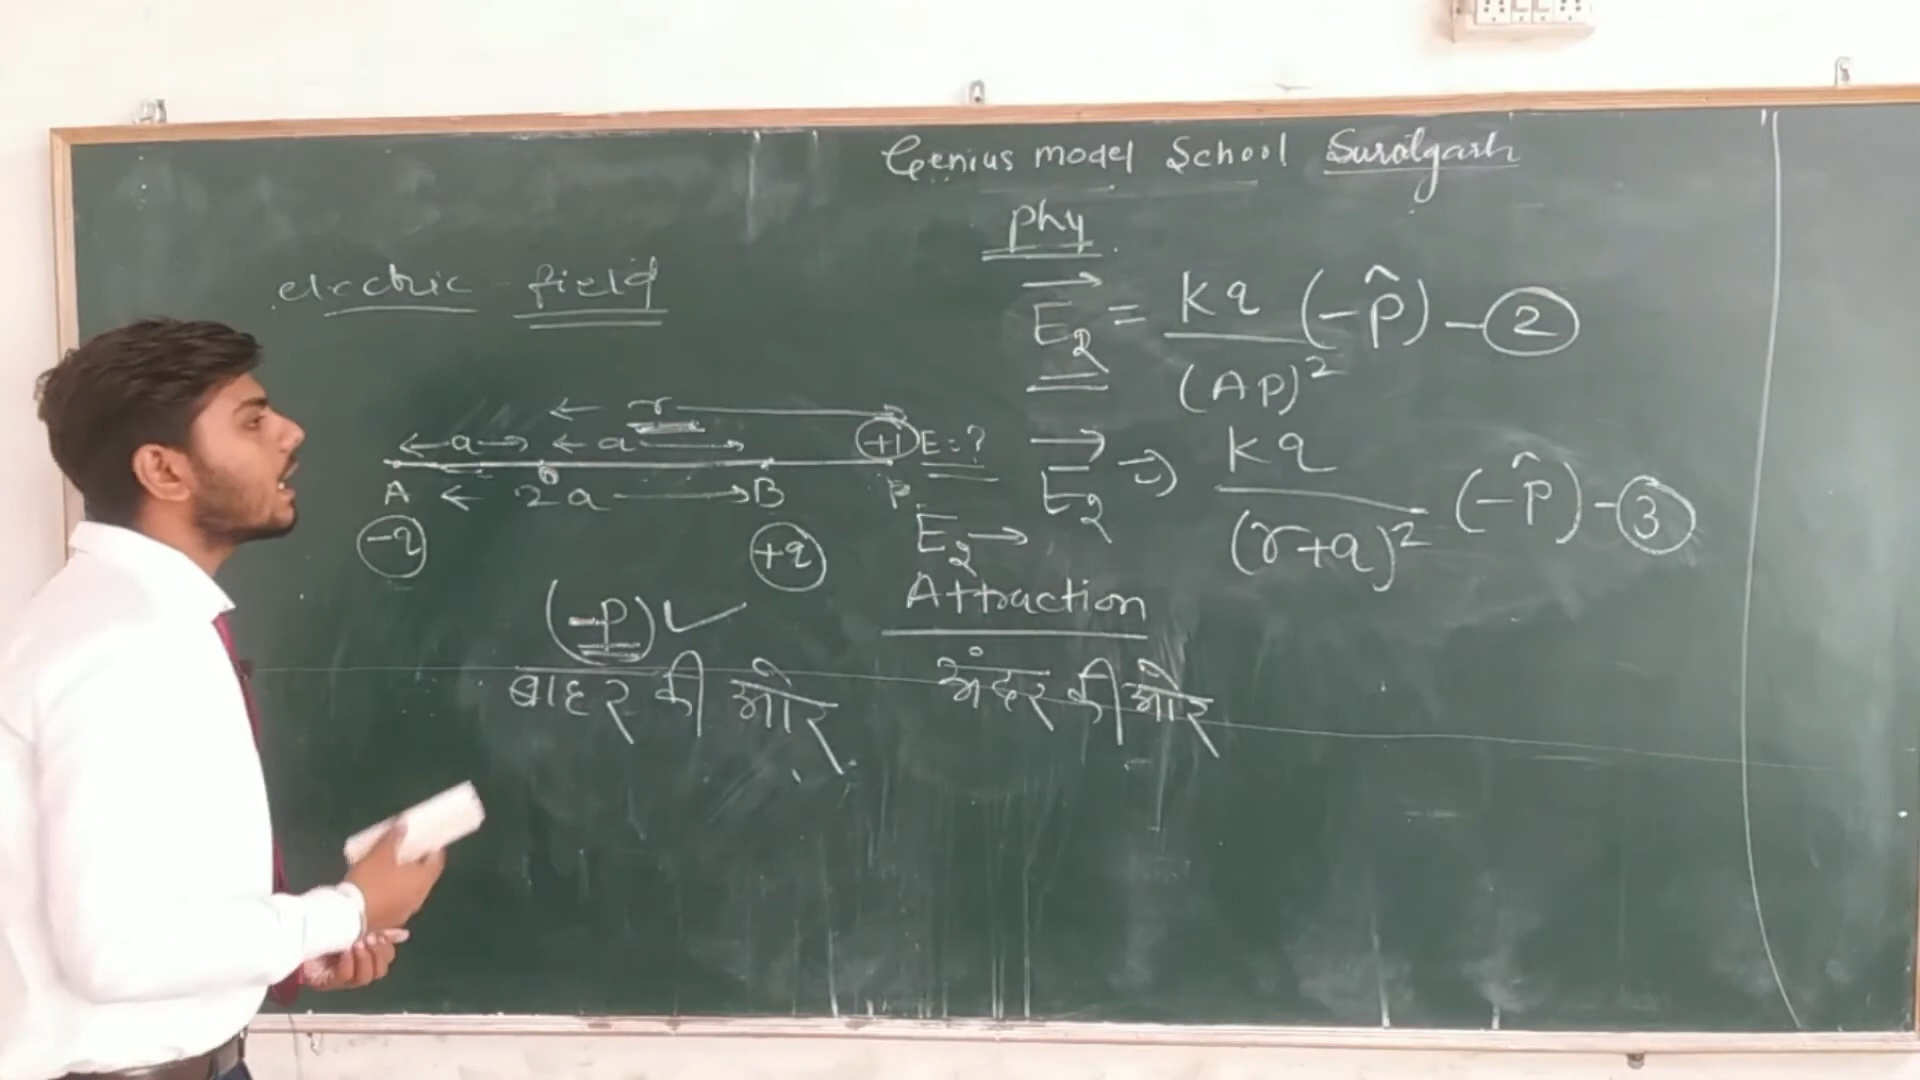 Genius model School Suratgarh
Phy
electric field
E₂ = Kq/(AP)² (-p̂) - 2
← r →
← a → ← a → +1 E = ?
A ← 2a → B P
-q +q
E₂ → Attraction
E₂ ⇒ Kq/(r+a)² (-p̂) - 3
(-P) ✓
बाहर की ओर अंदर की ओर